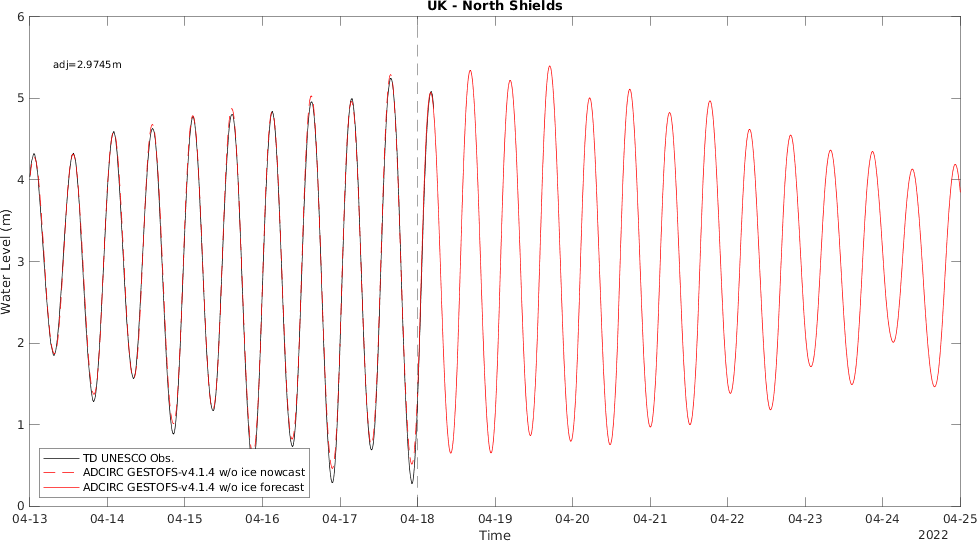 UK - North Shields
adj=2.9745m
Water Level (m)
6
5
4
3
2
1
0
TD UNESCO Obs.
ADCIRC GESTOFS-v4.1.4 w/o ice nowcast
ADCIRC GESTOFS-v4.1.4 w/o ice forecast
04-13 04-14 04-15 04-16 04-17 04-18 04-19 04-20 04-21 04-22 04-23 04-24 04-25
Time
2022